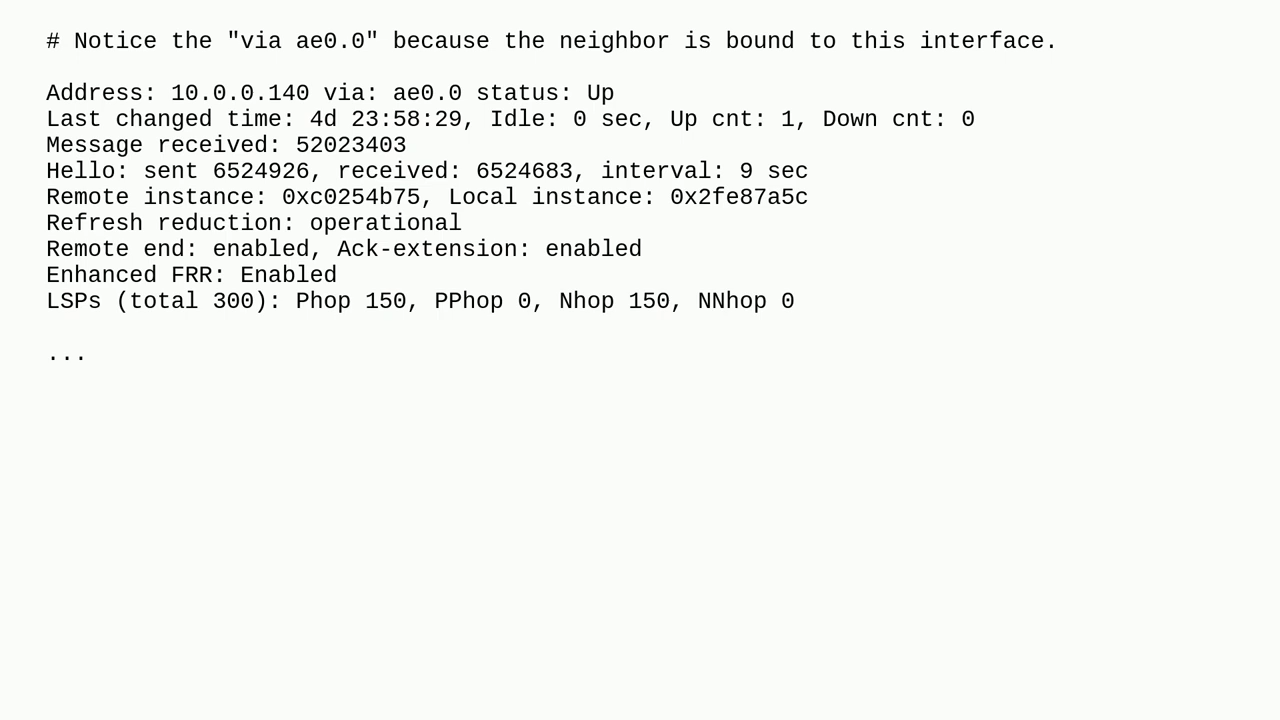 # Notice the "via ae0.0" because the neighbor is bound to this interface.
Address: 10.0.0.140 via: ae0.0 status: Up
Last changed time: 4d 23:58:29, Idle: 0 sec, Up cnt: 1, Down cnt: 0
Message received: 52023403
Hello: sent 6524926, received: 6524683, interval: 9 sec
Remote instance: 0xc0254b75, Local instance: 0x2fe87a5c
Refresh reduction: operational
Remote end: enabled, Ack-extension: enabled
Enhanced FRR: Enabled
LSPs (total 300): Phop 150, PPhop 0, Nhop 150, NNhop 0
...